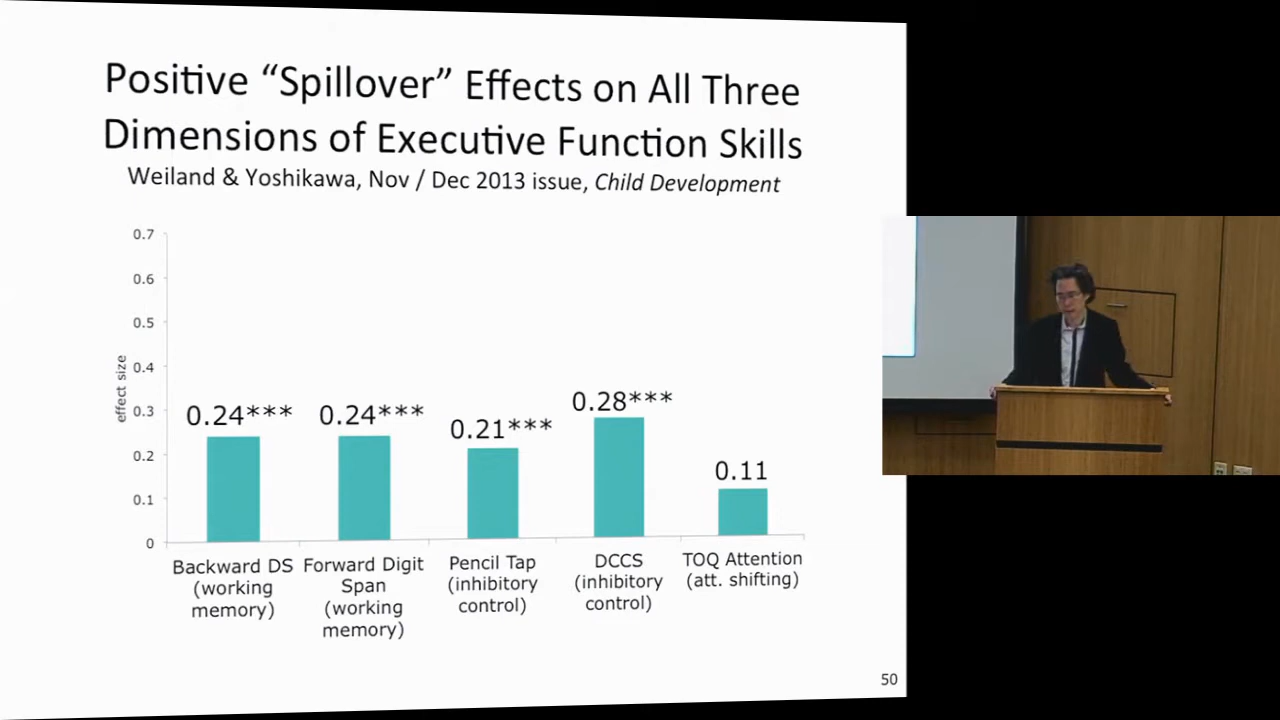 Positive “Spillover” Effects on All Three
Dimensions of Executive Function Skills
Weiland & Yoshikawa, Nov / Dec 2013 issue, Child Development
0.7
0.6
0.5
0.4
0.3
0.2
0.1
0
effect size
0.24***
0.24***
0.21***
0.28***
0.11
Backward DS
(working
memory)
Forward Digit
Span
(working
memory)
Pencil Tap
(inhibitory
control)
DCCS
(inhibitory
control)
TOQ Attention
(att. shifting)
50